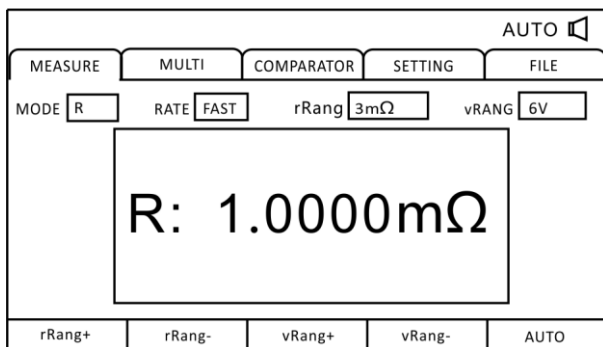 AUTO
MEASURE MULTI COMPARATOR SETTING FILE
MODE R RATE FAST rRang 3mΩ vRANG 6V
R: 1.0000mΩ
rRang+ rRang- vRang+ vRang- AUTO